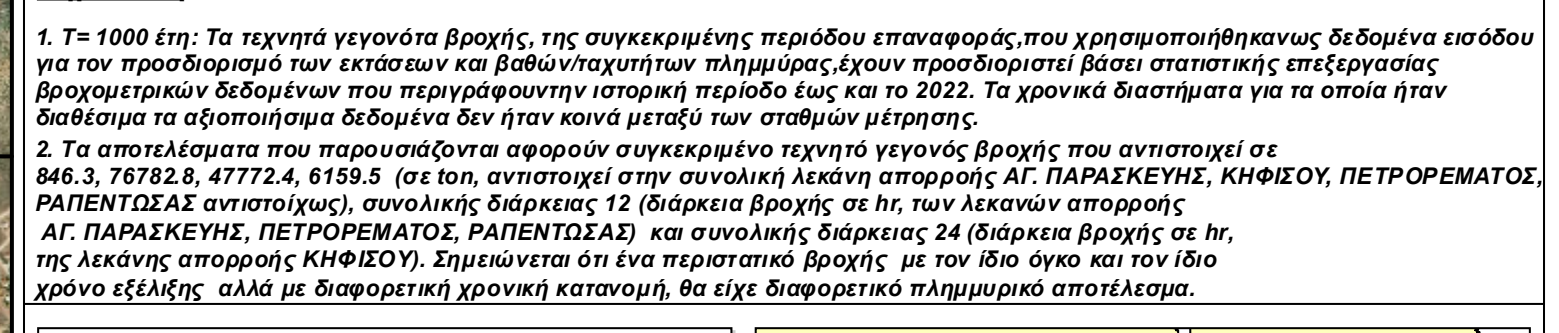 1. Τ= 1000 έτη: Τα τεχνητά γεγονότα βροχής, της συγκεκριμένης περιόδου επαναφοράς,που χρησιμοποιήθηκανως δεδομένα εισόδου
για τον προσδιορισμό των εκτάσεων και βαθών/ταχυτήτων πλημμύρας,έχουν προσδιοριστεί βάσει στατιστικής επεξεργασίας
βροχομετρικών δεδομένων που περιγράφουντην ιστορική περίοδο έως και το 2022. Τα χρονικά διαστήματα για τα οποία ήταν
διαθέσιμα τα αξιοποιήσιμα δεδομένα δεν ήταν κοινά μεταξύ των σταθμών μέτρησης.
2. Τα αποτελέσματα που παρουσιάζονται αφορούν συγκεκριμένο τεχνητό γεγονός βροχής που αντιστοιχεί σε
846.3, 76782.8, 47772.4, 6159.5 (σε ton, αντιστοιχεί στην συνολική λεκάνη απορροής ΑΓ. ΠΑΡΑΣΚΕΥΗΣ, ΚΗΦΙΣΟΥ, ΠΕΤΡΟΡΕΜΑΤΟΣ,
ΡΑΠΕΝΤΩΣΑΣ αντιστοίχως), συνολικής διάρκειας 12 (διάρκεια βροχής σε hr, των λεκανών απορροής
ΑΓ. ΠΑΡΑΣΚΕΥΗΣ, ΠΕΤΡΟΡΕΜΑΤΟΣ, ΡΑΠΕΝΤΩΣΑΣ) και συνολικής διάρκειας 24 (διάρκεια βροχής σε hr,
της λεκάνης απορροής ΚΗΦΙΣΟΥ). Σημειώνεται ότι ένα περιστατικό βροχής με τον ίδιο όγκο και τον ίδιο
χρόνο εξέλιξης αλλά με διαφορετική χρονική κατανομή, θα είχε διαφορετικό πλημμυρικό αποτέλεσμα.